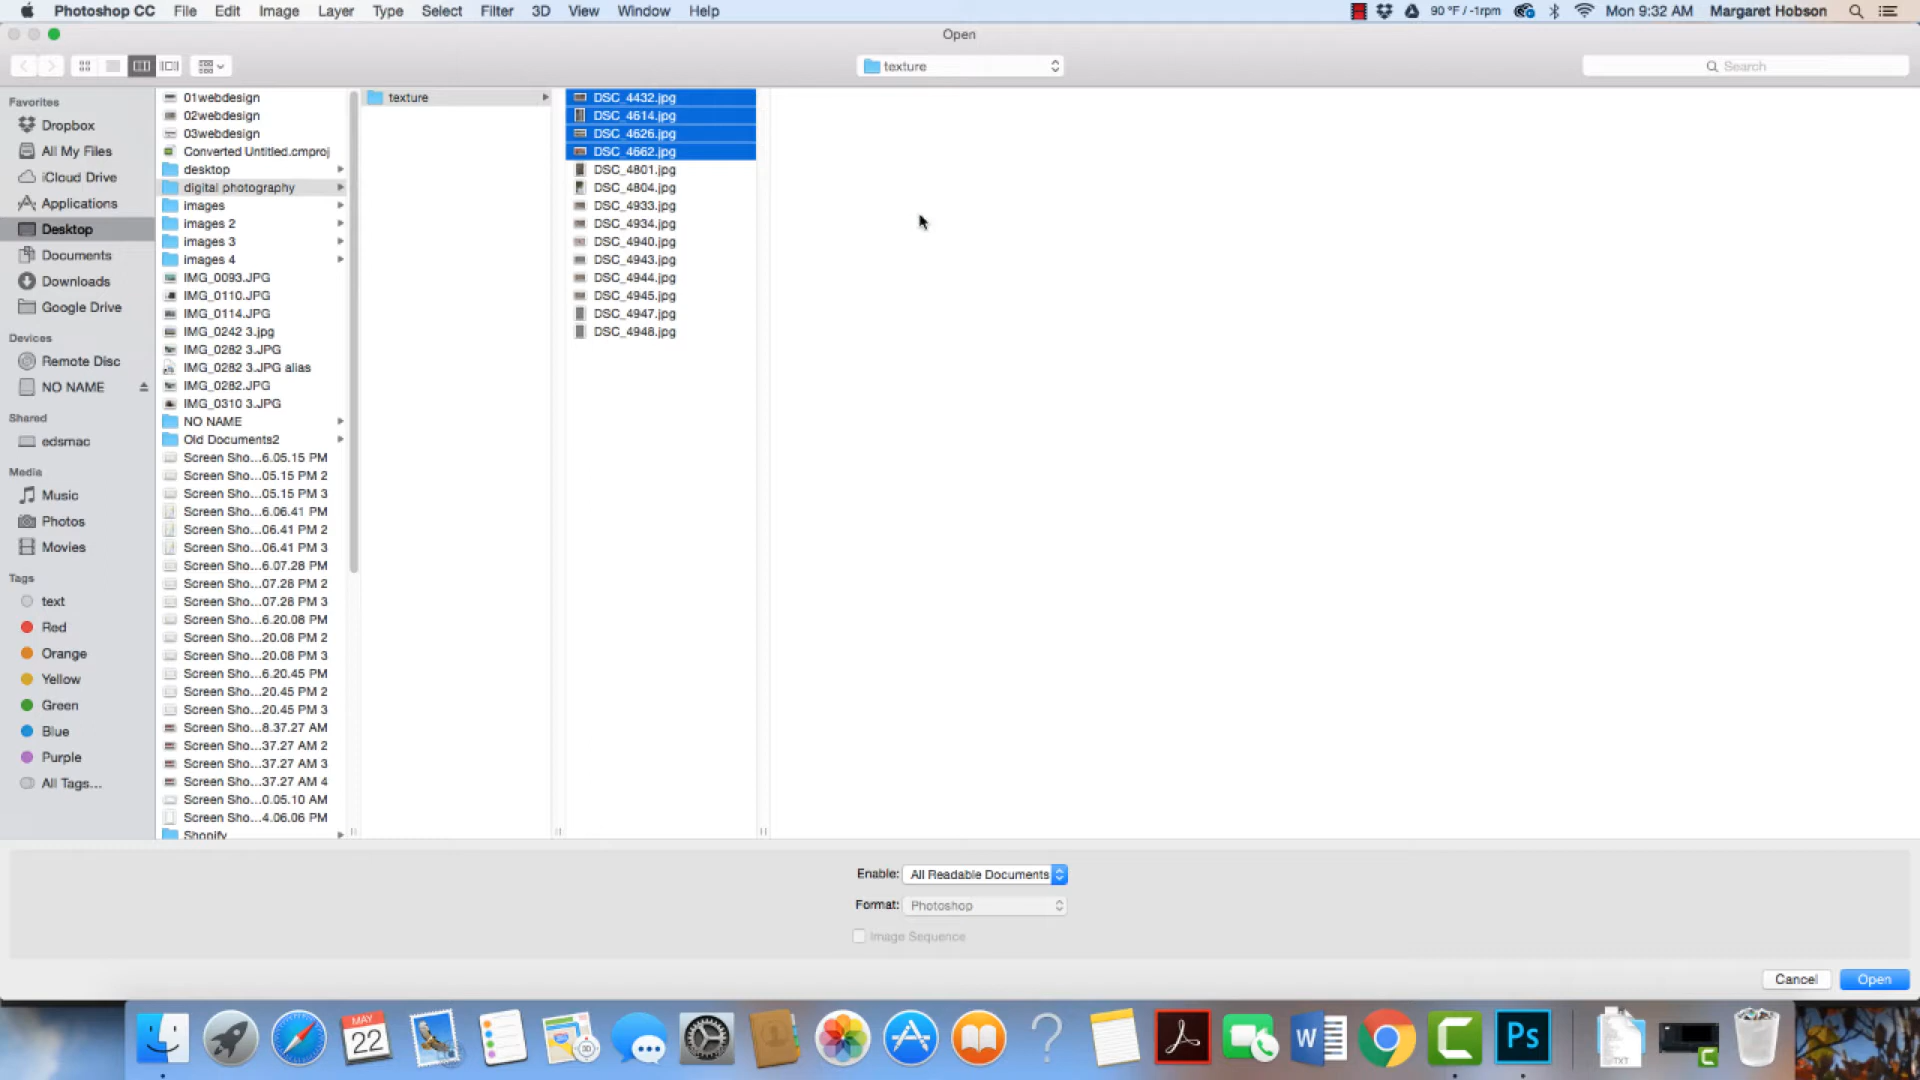 Photoshop CC File Edit Image Layer Type Select Filter 3D View Window Help 90 °F / -1rpm Mon 9:32 AM Margaret Hobson
Open
texture
Search
Favorites
Dropbox
All My Files
iCloud Drive
Applications
Desktop
Documents
Downloads
Google Drive
Devices
Remote Disc
NO NAME
Shared
edsmac
Media
Music
Photos
Movies
Tags
text
Red
Orange
Yellow
Green
Blue
Purple
All Tags...
01webdesign
02webdesign
03webdesign
Converted Untitled.cmproj
desktop
digital photography
images
images 2
images 3
images 4
IMG_0093.JPG
IMG_0110.JPG
IMG_0114.JPG
IMG_0242 3.jpg
IMG_0282 3.JPG
IMG_0282 3.JPG alias
IMG_0282.JPG
IMG_0310 3.JPG
NO NAME
Old Documents2
Screen Sho...6.05.15 PM
Screen Sho...05.15 PM 2
Screen Sho...05.15 PM 3
Screen Sho...6.06.41 PM
Screen Sho...06.41 PM 2
Screen Sho...06.41 PM 3
Screen Sho...6.07.28 PM
Screen Sho...07.28 PM 2
Screen Sho...07.28 PM 3
Screen Sho...6.20.08 PM
Screen Sho...20.08 PM 2
Screen Sho...20.08 PM 3
Screen Sho...6.20.45 PM
Screen Sho...20.45 PM 2
Screen Sho...20.45 PM 3
Screen Sho...8.37.27 AM
Screen Sho...37.27 AM 2
Screen Sho...37.27 AM 3
Screen Sho...37.27 AM 4
Screen Sho...0.05.10 AM
Screen Sho...4.06.06 PM
Shopify
texture
DSC_4432.jpg
DSC_4614.jpg
DSC_4626.jpg
DSC_4662.jpg
DSC_4801.jpg
DSC_4804.jpg
DSC_4933.jpg
DSC_4934.jpg
DSC_4940.jpg
DSC_4943.jpg
DSC_4944.jpg
DSC_4945.jpg
DSC_4947.jpg
DSC_4948.jpg
Enable: All Readable Documents
Format: Photoshop
Image Sequence
Cancel Open
MAY
22
W
Ps
TXT